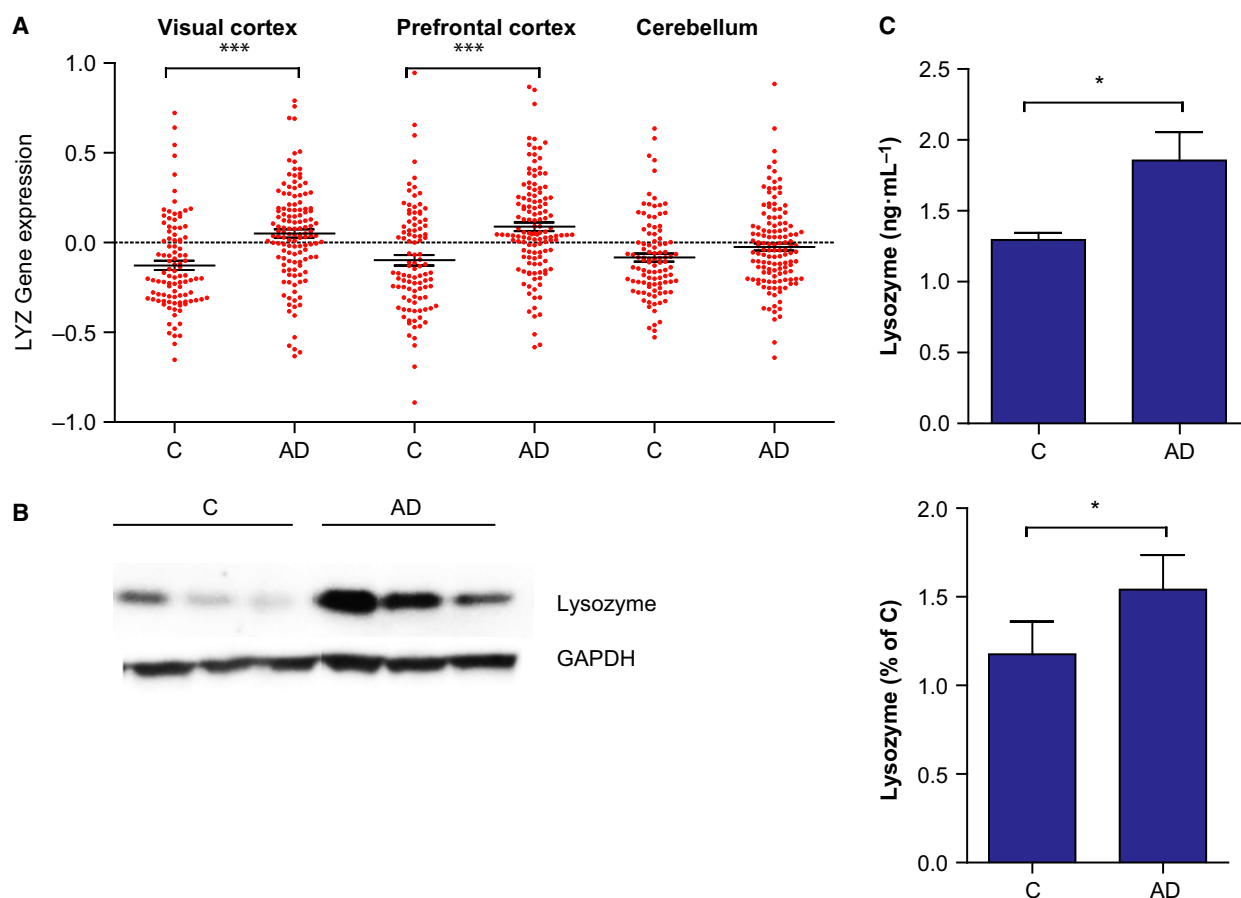 A
Visual cortex
Prefrontal cortex
Cerebellum
***
***
1.0
0.5
0.0
–0.5
–1.0
LYZ Gene expression
C
AD
C
AD
C
AD
B
C
AD
Lysozyme
GAPDH
C
2.5
2.0
1.5
1.0
0.5
0.0
Lysozyme (ng·mL–1)
*
C
AD
2.0
1.5
1.0
0.5
0.0
Lysozyme (% of C)
*
C
AD